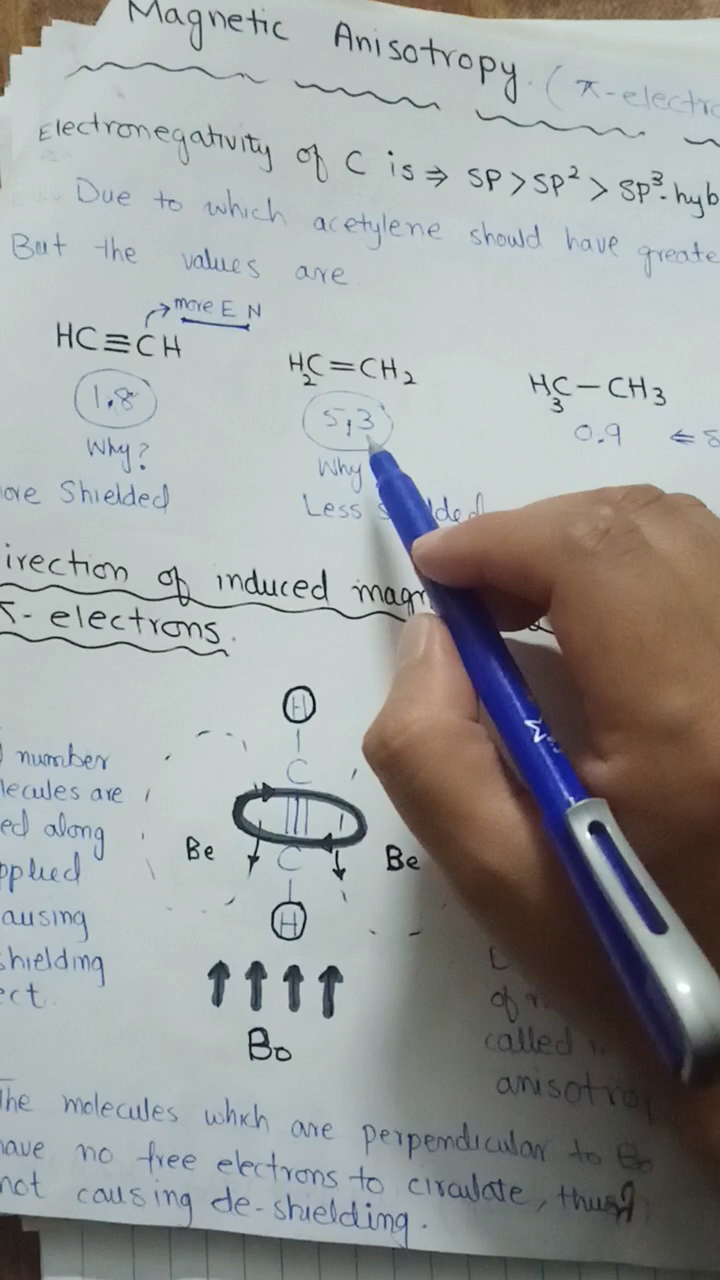 Magnetic Anisotropy. (π-electro
Electronegativity of C is ⇒ SP > SP² > SP³-hyb
Due to which acetylene should have greate
But the values are
more E N
HC≡CH
H₂C=CH₂
H₃C-CH₃
1.8
5,3
0.9 ⇐ δ
Why?
Why
ore Shielded
Less
irection of induced magn
π-electrons.
number
lecules are
ed along
pplied
ausing
hielding
ect.
H
C
Be
C
Be
H
B₀
of
called
anisotro
The molecules which are perpendicular to B₀
have no free electrons to circulate, thus
not causing de-shielding.